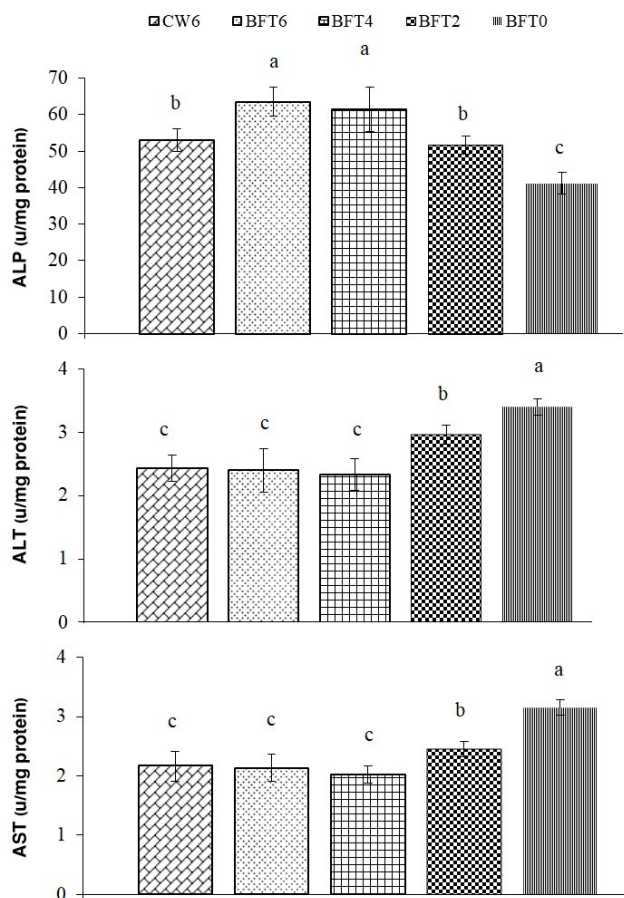 CW6 BFT6 BFT4 BFT2 BFT0
ALP (u/mg protein)
70
60
50
40
30
20
10
0
b a a b c
ALT (u/mg protein)
4
3
2
1
0
c c c b a
AST (u/mg protein)
4
3
2
1
0
c c c b a